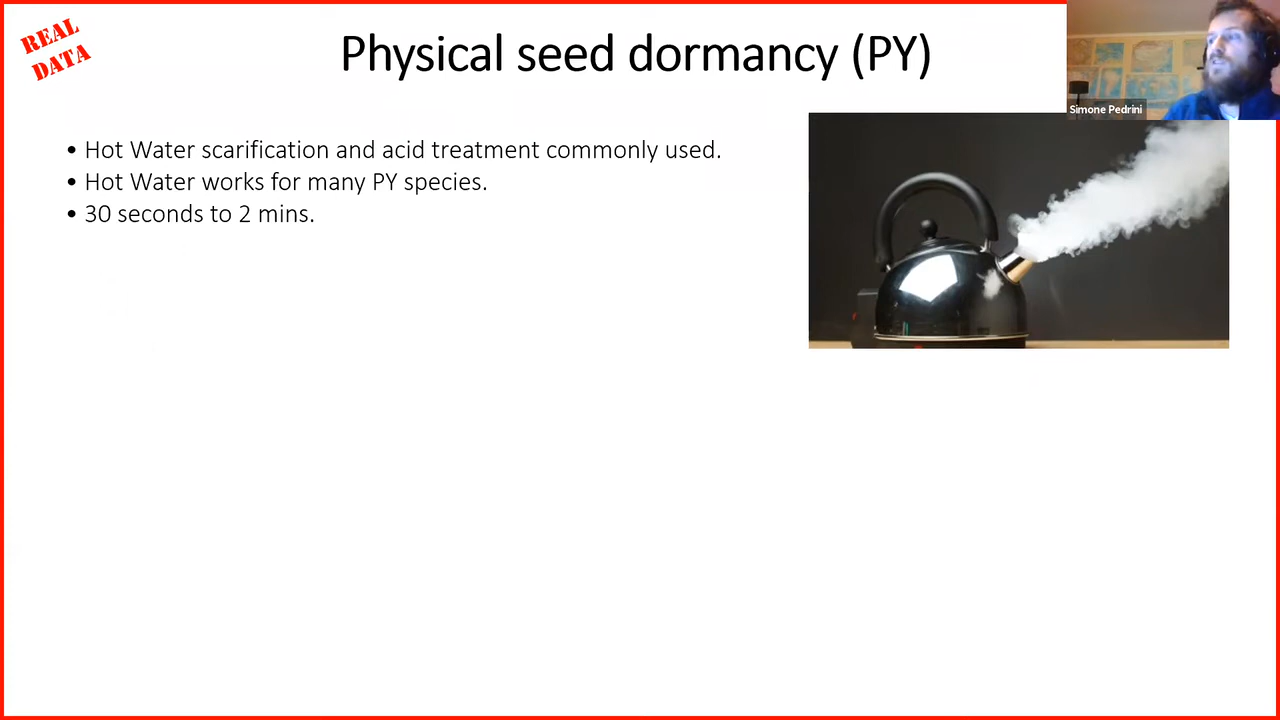 REAL
DATA
Physical seed dormancy (PY)
Simone Pedrini
• Hot Water scarification and acid treatment commonly used.
• Hot Water works for many PY species.
• 30 seconds to 2 mins.